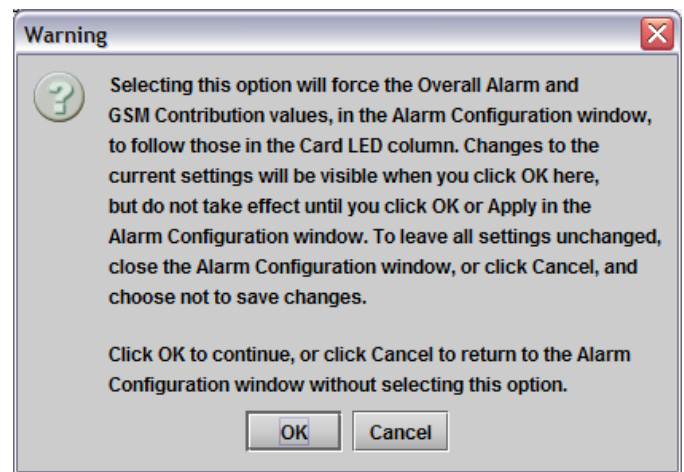 Warning
Selecting this option will force the Overall Alarm and
GSM Contribution values, in the Alarm Configuration window,
to follow those in the Card LED column. Changes to the
current settings will be visible when you click OK here,
but do not take effect until you click OK or Apply in the
Alarm Configuration window. To leave all settings unchanged,
close the Alarm Configuration window, or click Cancel, and
choose not to save changes.
Click OK to continue, or click Cancel to return to the Alarm
Configuration window without selecting this option.
OK Cancel